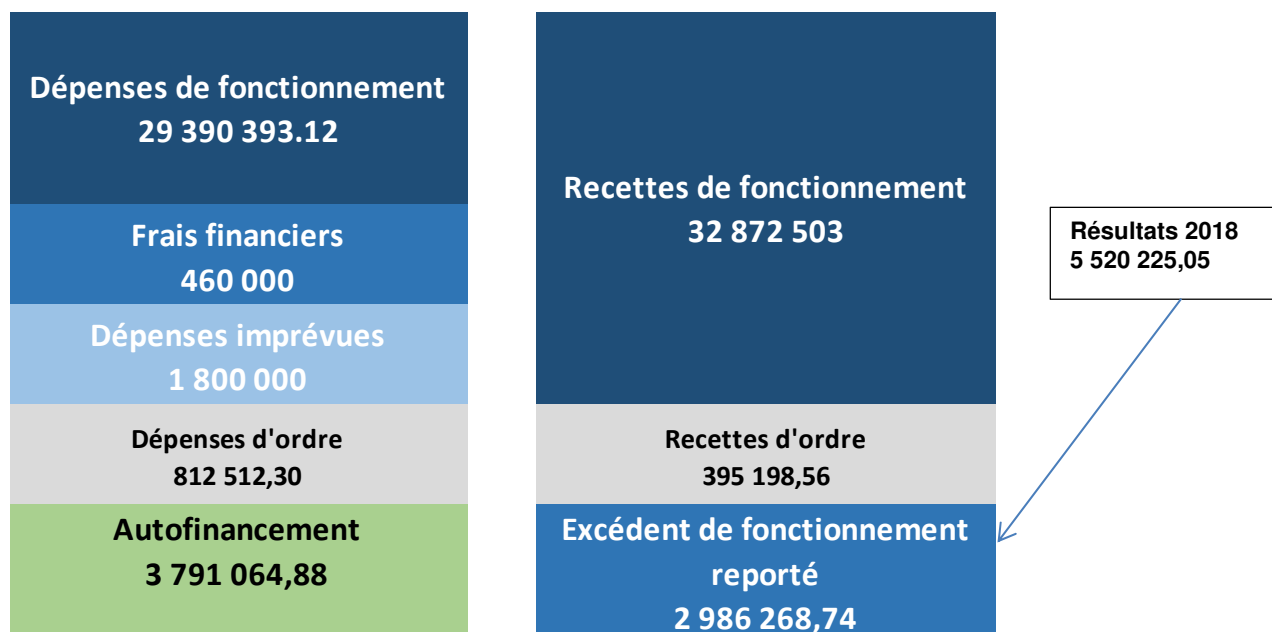 Dépenses de fonctionnement
29 390 393.12
Frais financiers
460 000
Dépenses imprévues
1 800 000
Dépenses d'ordre
812 512,30
Autofinancement
3 791 064,88
Recettes de fonctionnement
32 872 503
Recettes d'ordre
395 198,56
Excédent de fonctionnement
reporté
2 986 268,74
Résultats 2018
5 520 225,05